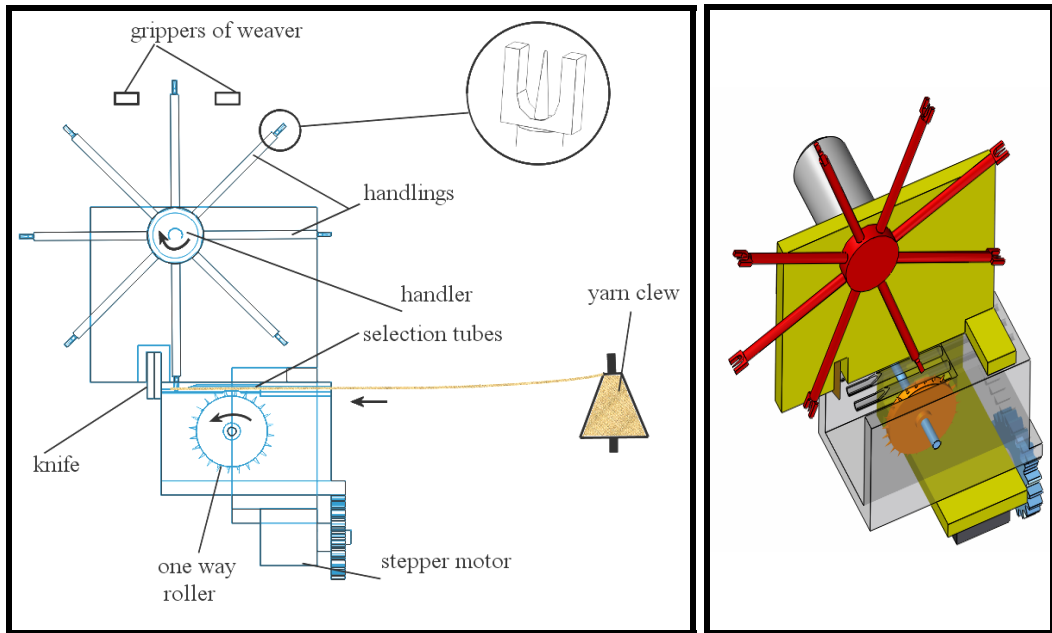 grippers of weaver
handlings
handler
yarn clew
selection tubes
knife
one way
roller
stepper motor